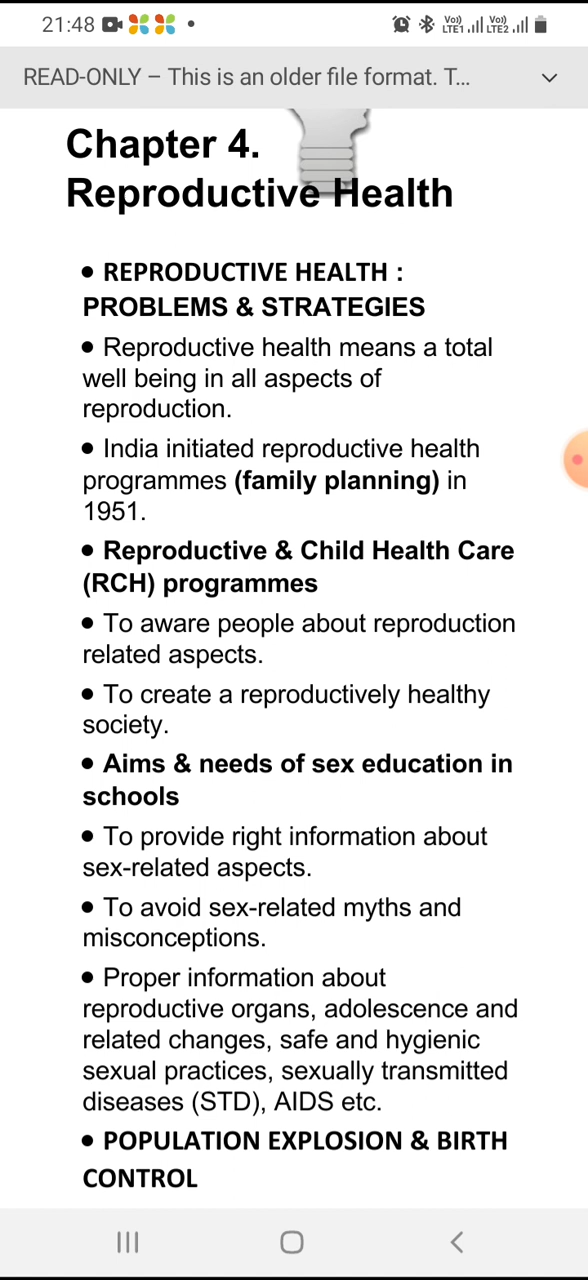 21:48
Vo)) LTE1 Vo)) LTE2
READ-ONLY – This is an older file format. T...
Chapter 4.
Reproductive Health
• REPRODUCTIVE HEALTH :
PROBLEMS & STRATEGIES
• Reproductive health means a total
well being in all aspects of
reproduction.
• India initiated reproductive health
programmes (family planning) in
1951.
• Reproductive & Child Health Care
(RCH) programmes
• To aware people about reproduction
related aspects.
• To create a reproductively healthy
society.
• Aims & needs of sex education in
schools
• To provide right information about
sex-related aspects.
• To avoid sex-related myths and
misconceptions.
• Proper information about
reproductive organs, adolescence and
related changes, safe and hygienic
sexual practices, sexually transmitted
diseases (STD), AIDS etc.
• POPULATION EXPLOSION & BIRTH
CONTROL